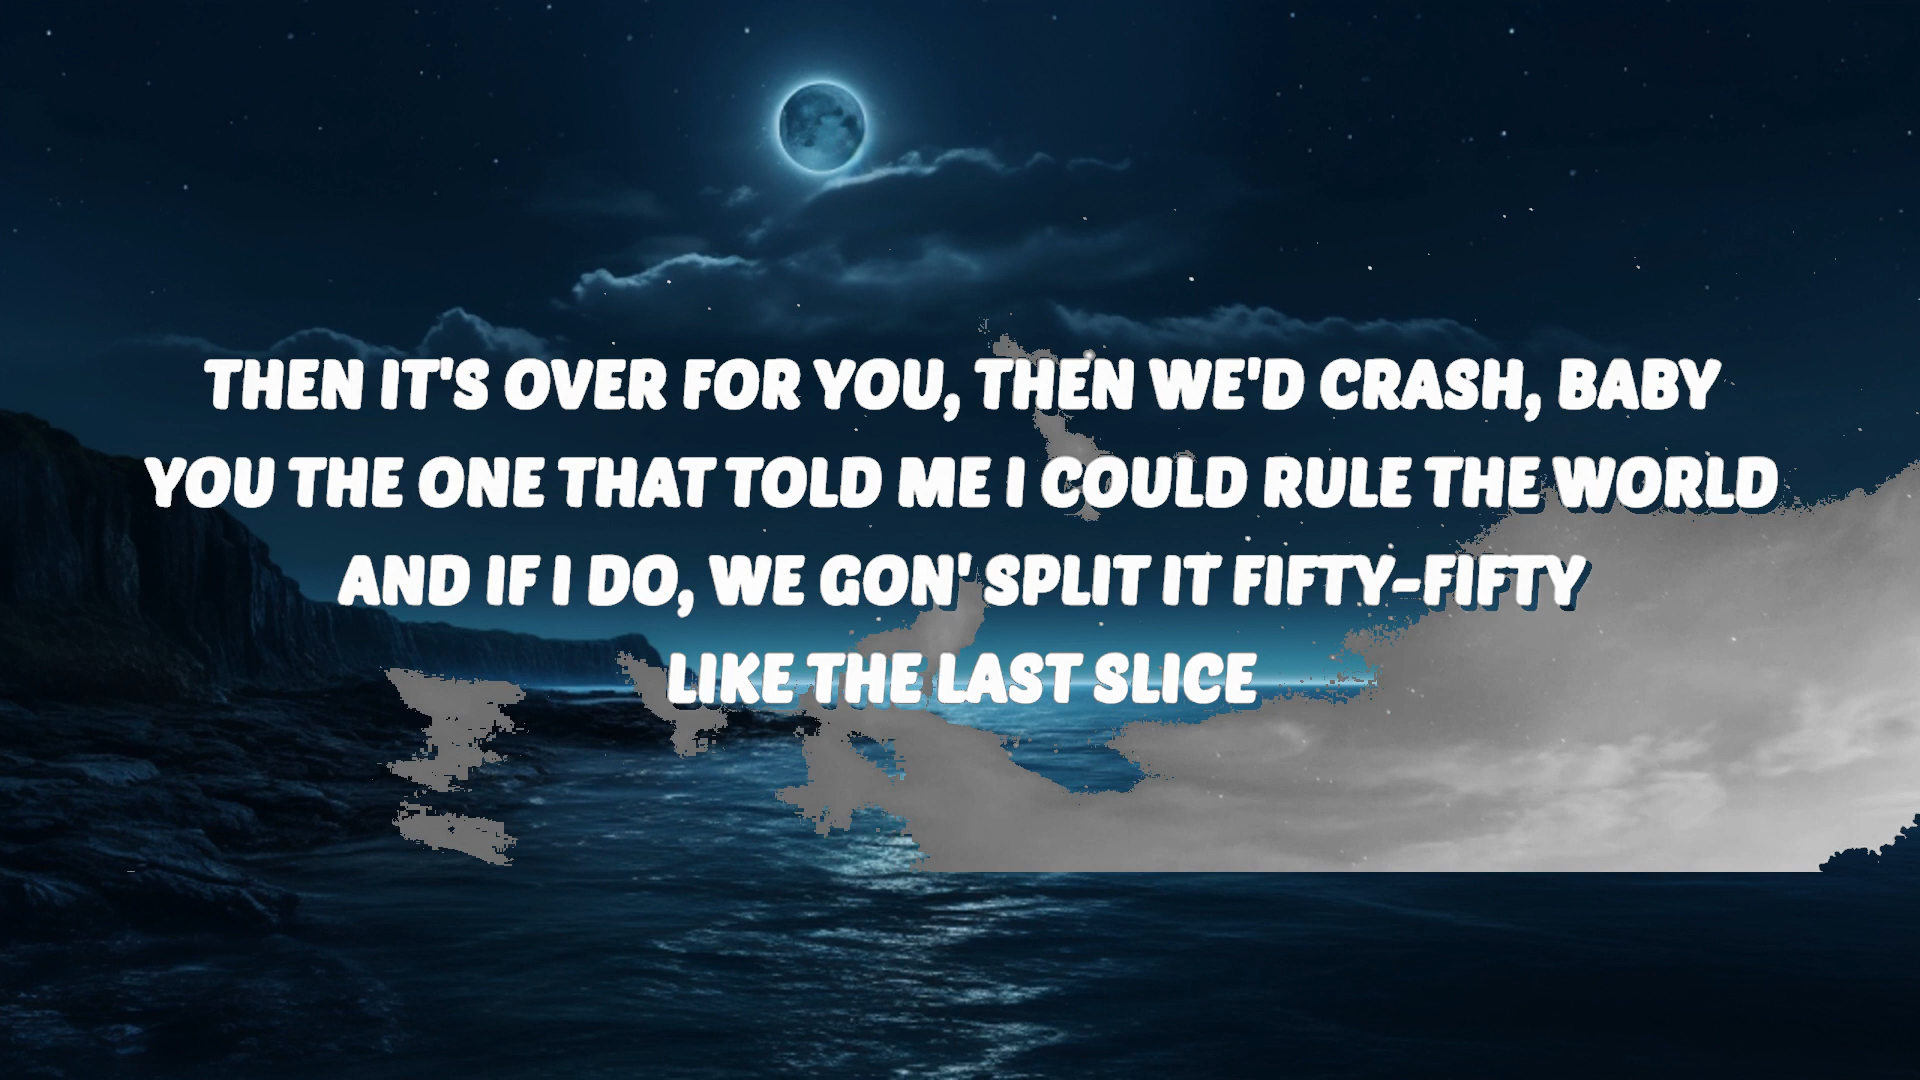 THEN IT'S OVER FOR YOU, THEN WE'D CRASH, BABY
YOU THE ONE THAT TOLD ME I COULD RULE THE WORLD
AND IF I DO, WE GON' SPLIT IT FIFTY-FIFTY
LIKE THE LAST SLICE